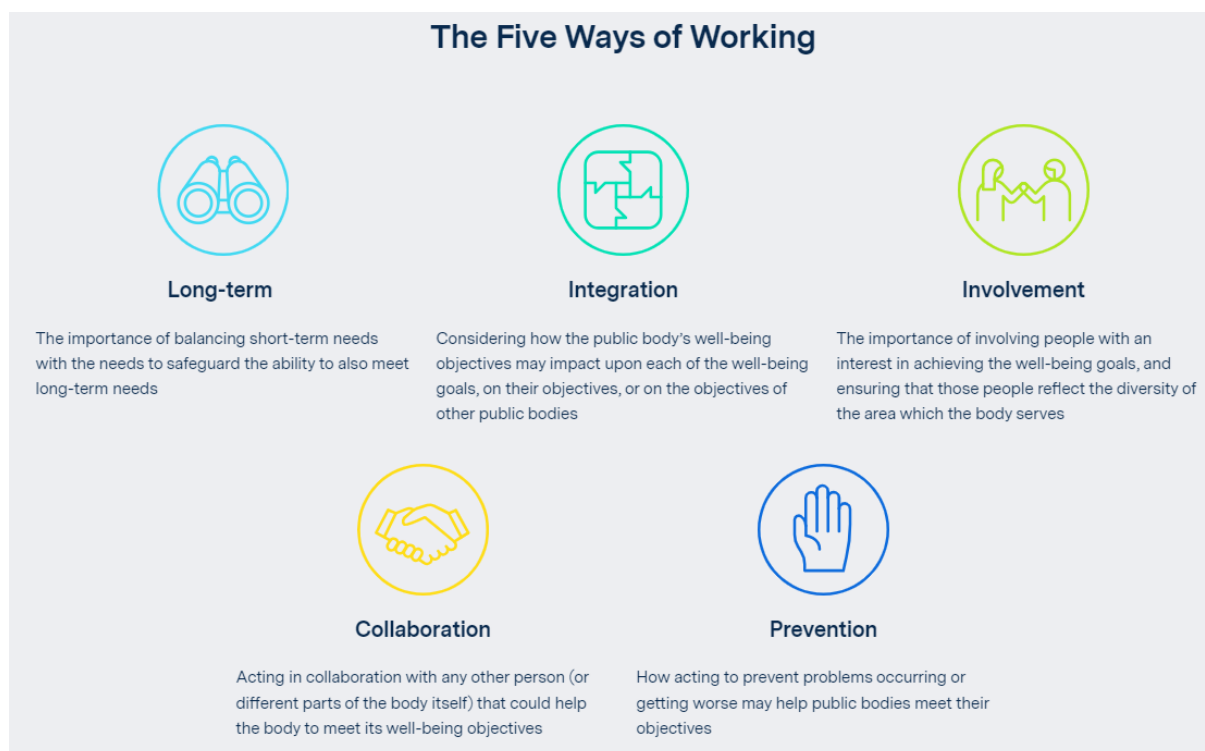 The Five Ways of Working
Long-term
The importance of balancing short-term needs
with the needs to safeguard the ability to also meet
long-term needs
Integration
Considering how the public body's well-being
objectives may impact upon each of the well-being
goals, on their objectives, or on the objectives of
other public bodies
Involvement
The importance of involving people with an
interest in achieving the well-being goals, and
ensuring that those people reflect the diversity of
the area which the body serves
Collaboration
Acting in collaboration with any other person (or
different parts of the body itself) that could help
the body to meet its well-being objectives
Prevention
How acting to prevent problems occurring or
getting worse may help public bodies meet their
objectives